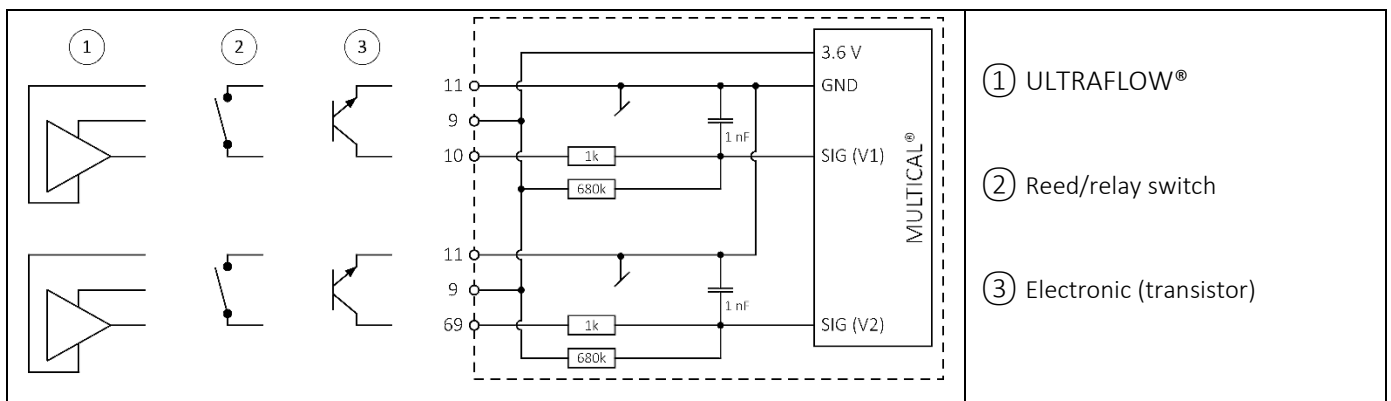 ① ② ③
3.6 V
11 GND
9
1 nF
10 1k SIG (V1)
680k
MULTICAL®
11
9
1 nF
69 1k SIG (V2)
680k
① ULTRAFLOW®
② Reed/relay switch
③ Electronic (transistor)